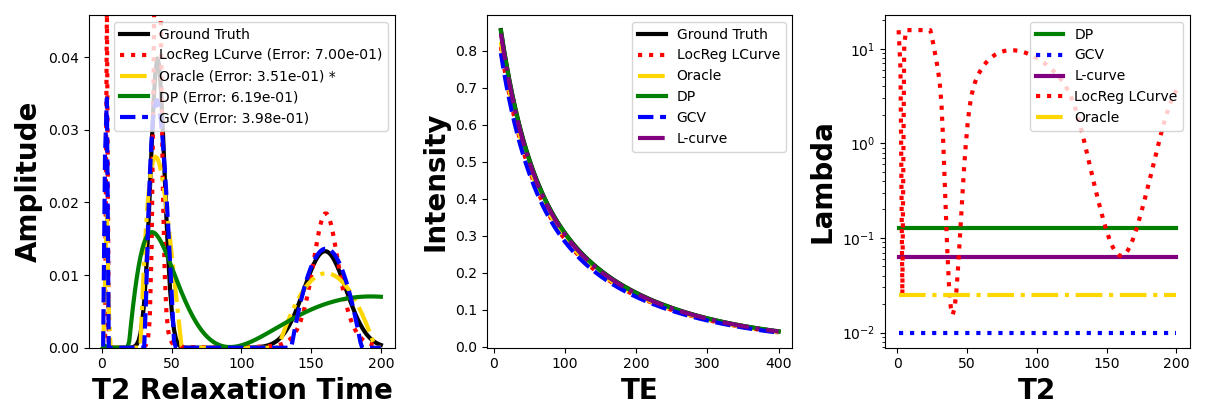 Amplitude
0.04
0.03
0.02
0.01
0.00
0
50
100
150
200
T2 Relaxation Time
Ground Truth
LocReg LCurve (Error: 7.00e-01)
Oracle (Error: 3.51e-01) *
DP (Error: 6.19e-01)
GCV (Error: 3.98e-01)
Intensity
0.8
0.7
0.6
0.5
0.4
0.3
0.2
0.1
0.0
0
100
200
300
400
TE
Ground Truth
LocReg LCurve
Oracle
DP
GCV
L-curve
Lambda
10¹
10⁰
10⁻¹
10⁻²
0
50
100
150
200
T2
DP
GCV
L-curve
LocReg LCurve
Oracle